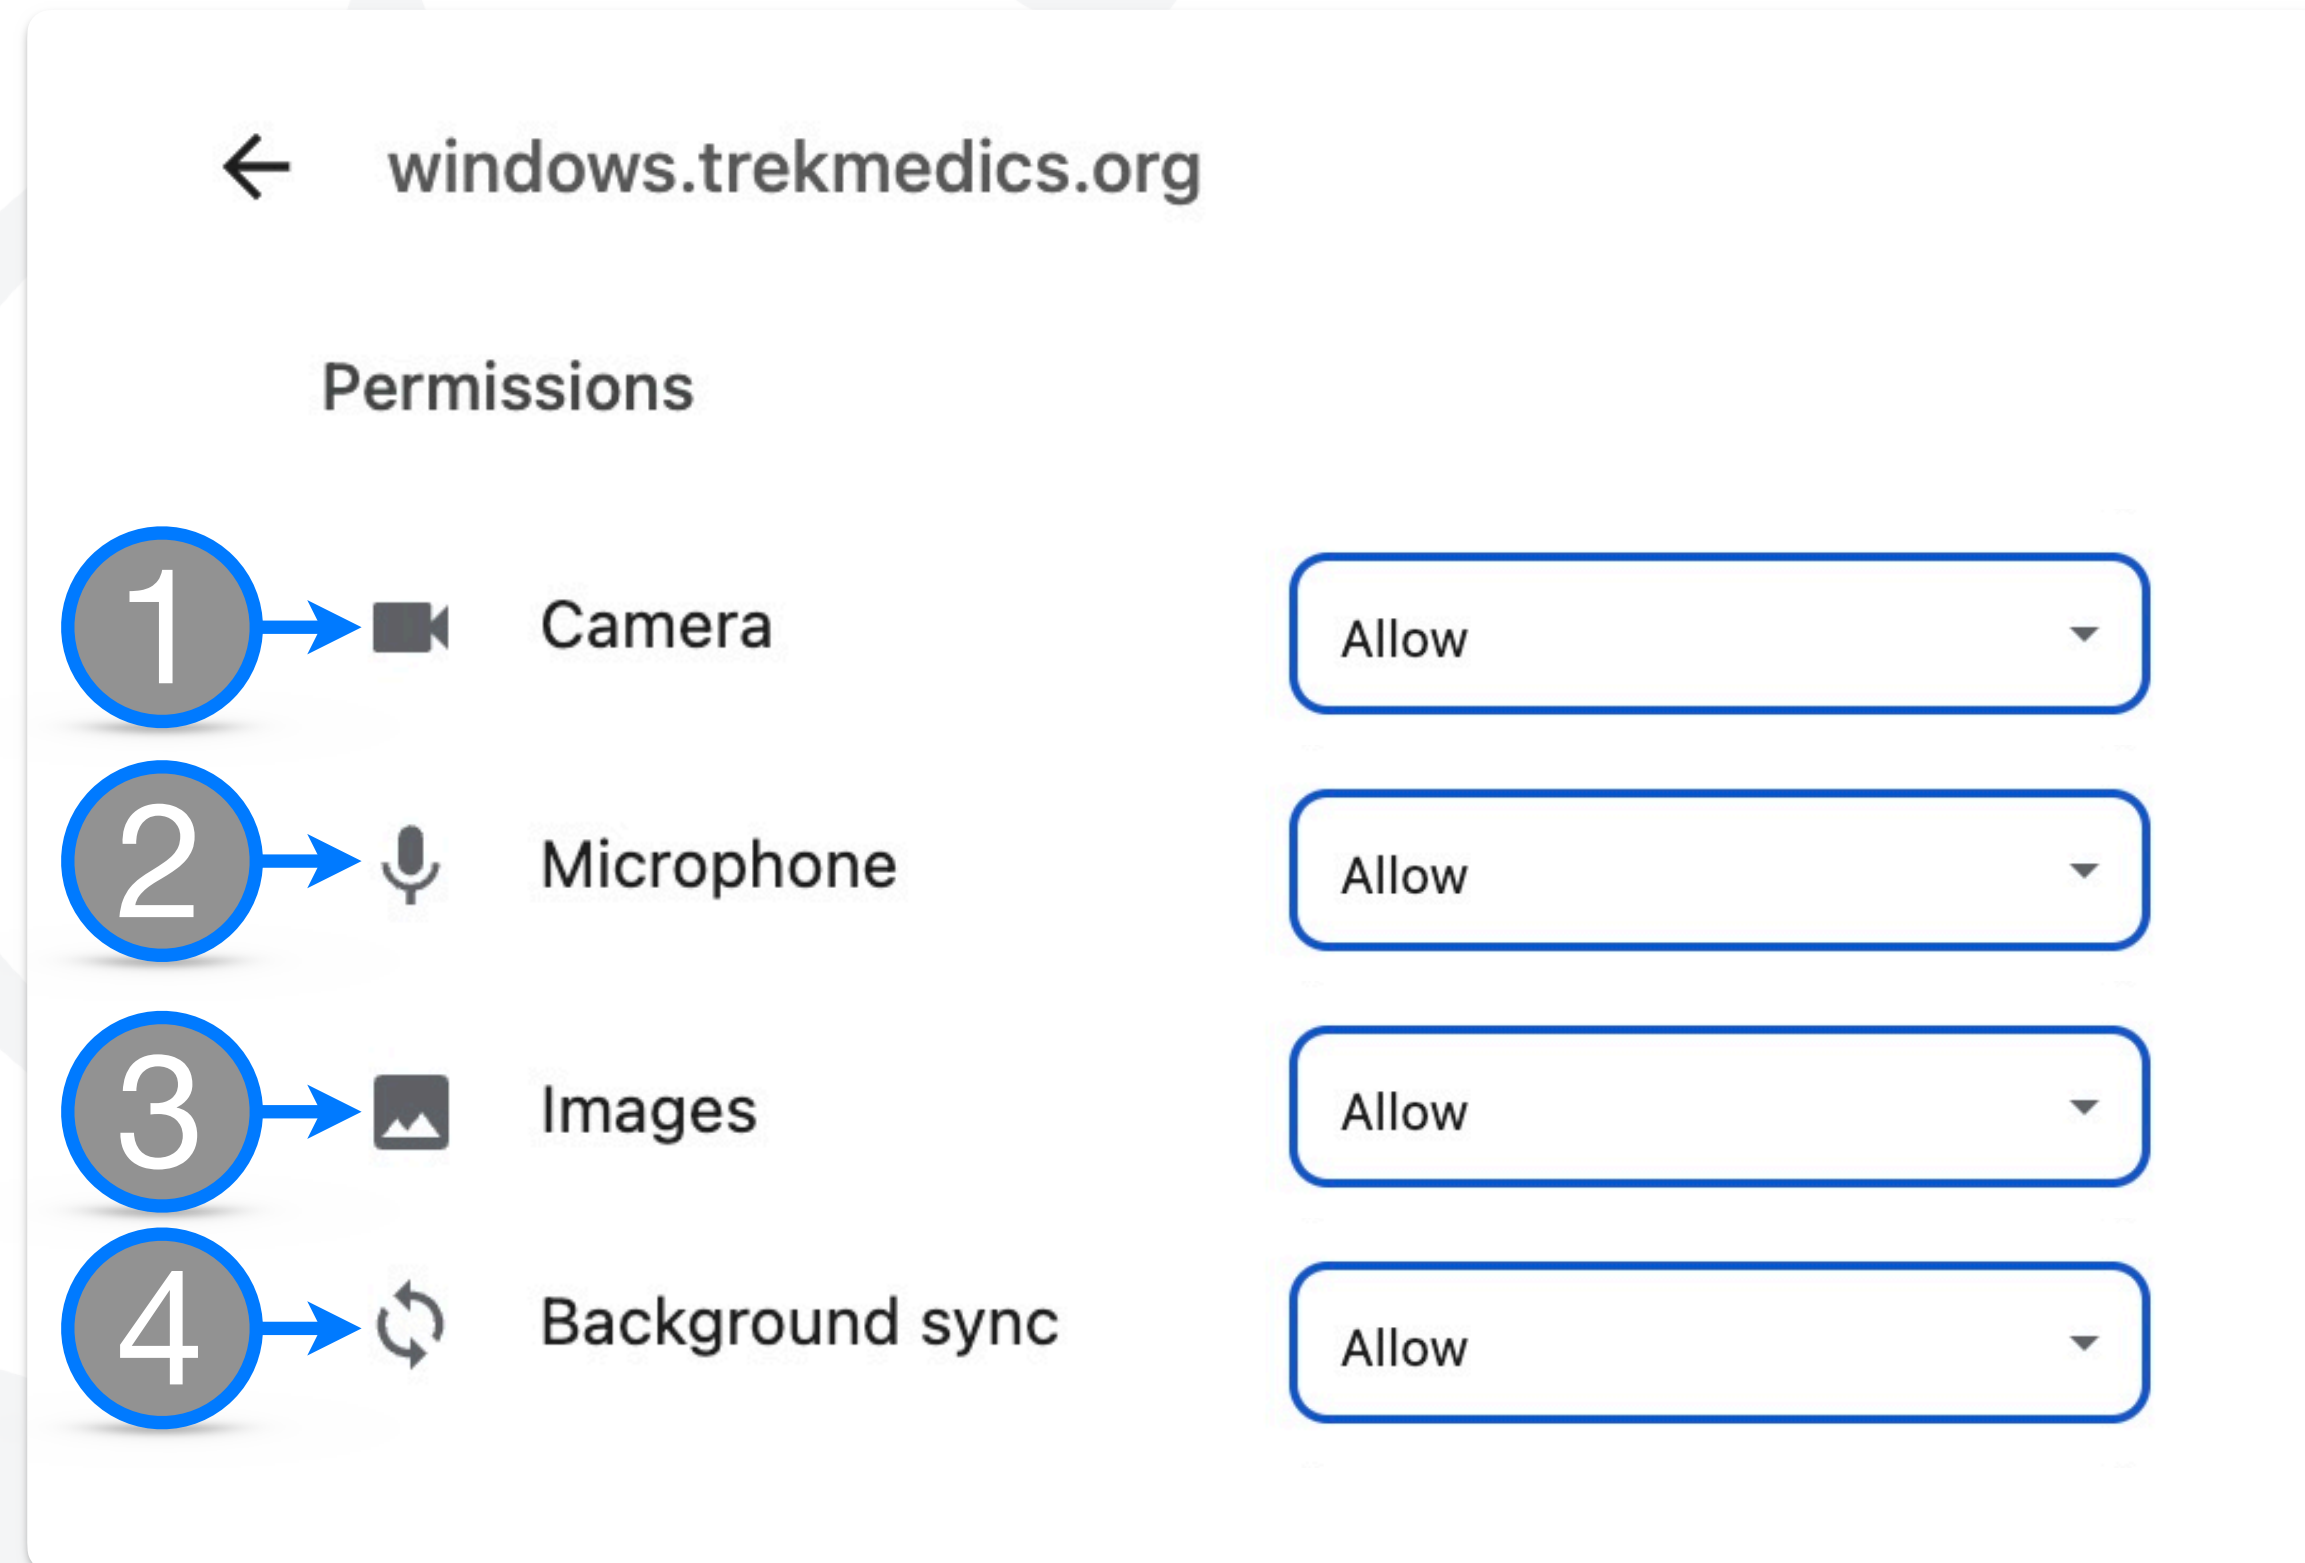 windows.trekmedics.org
Permissions
1 Camera Allow
2 Microphone Allow
3 Images Allow
4 Background sync Allow